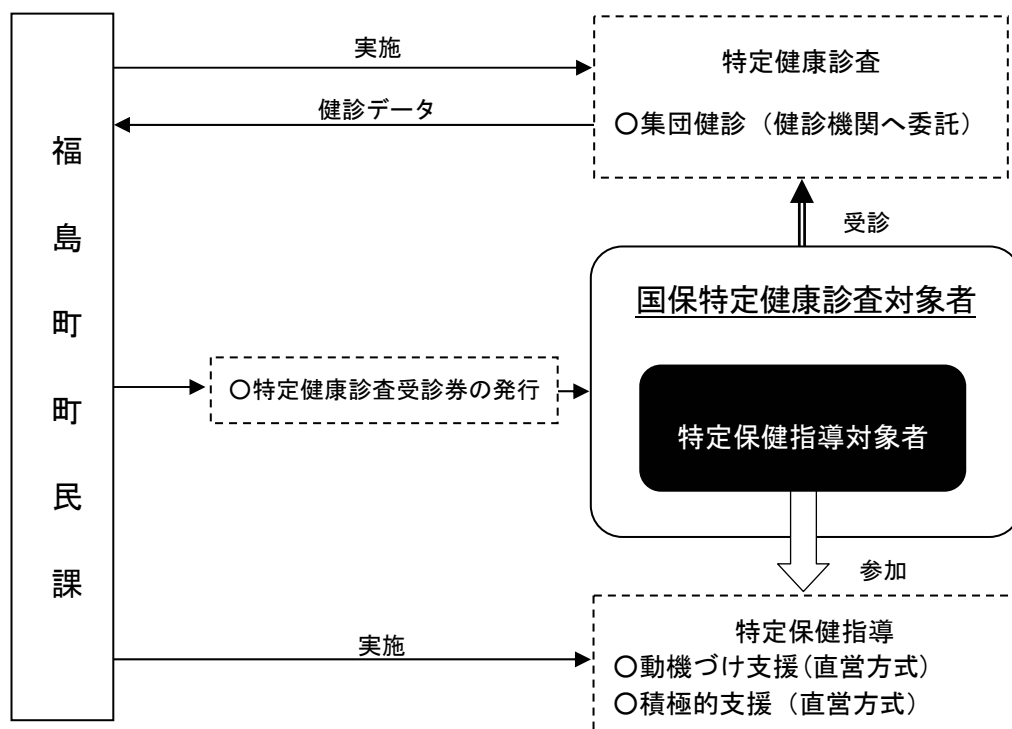 福島町町民課
実施
特定健康診査
健診データ
〇集団健診（健診機関へ委託）
受診
国保特定健康診査対象者
〇特定健康診査受診券の発行
特定保健指導対象者
参加
実施
特定保健指導
〇動機づけ支援（直営方式）
〇積極的支援（直営方式）